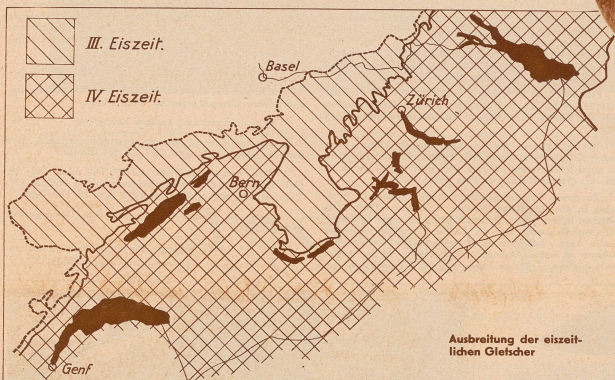 III. Eiszeit.
IV. Eiszeit.
Basel
Zürich
Bern
Genf
Ausbreitung der eiszeit-
lichen Gletscher